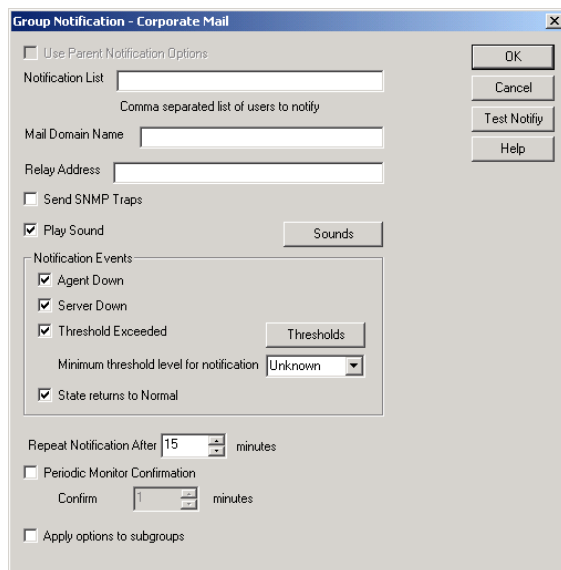 Group Notification - Corporate Mail
Use Parent Notification Options
OK
Notification List
Cancel
Comma separated list of users to notify
Test Notifiy
Mail Domain Name
Help
Relay Address
Send SNMP Traps
Play Sound
Sounds
Notification Events
Agent Down
Server Down
Threshold Exceeded
Thresholds
Minimum threshold level for notification Unknown
State returns to Normal
Repeat Notification After 15 minutes
Periodic Monitor Confirmation
Confirm 1 minutes
Apply options to subgroups